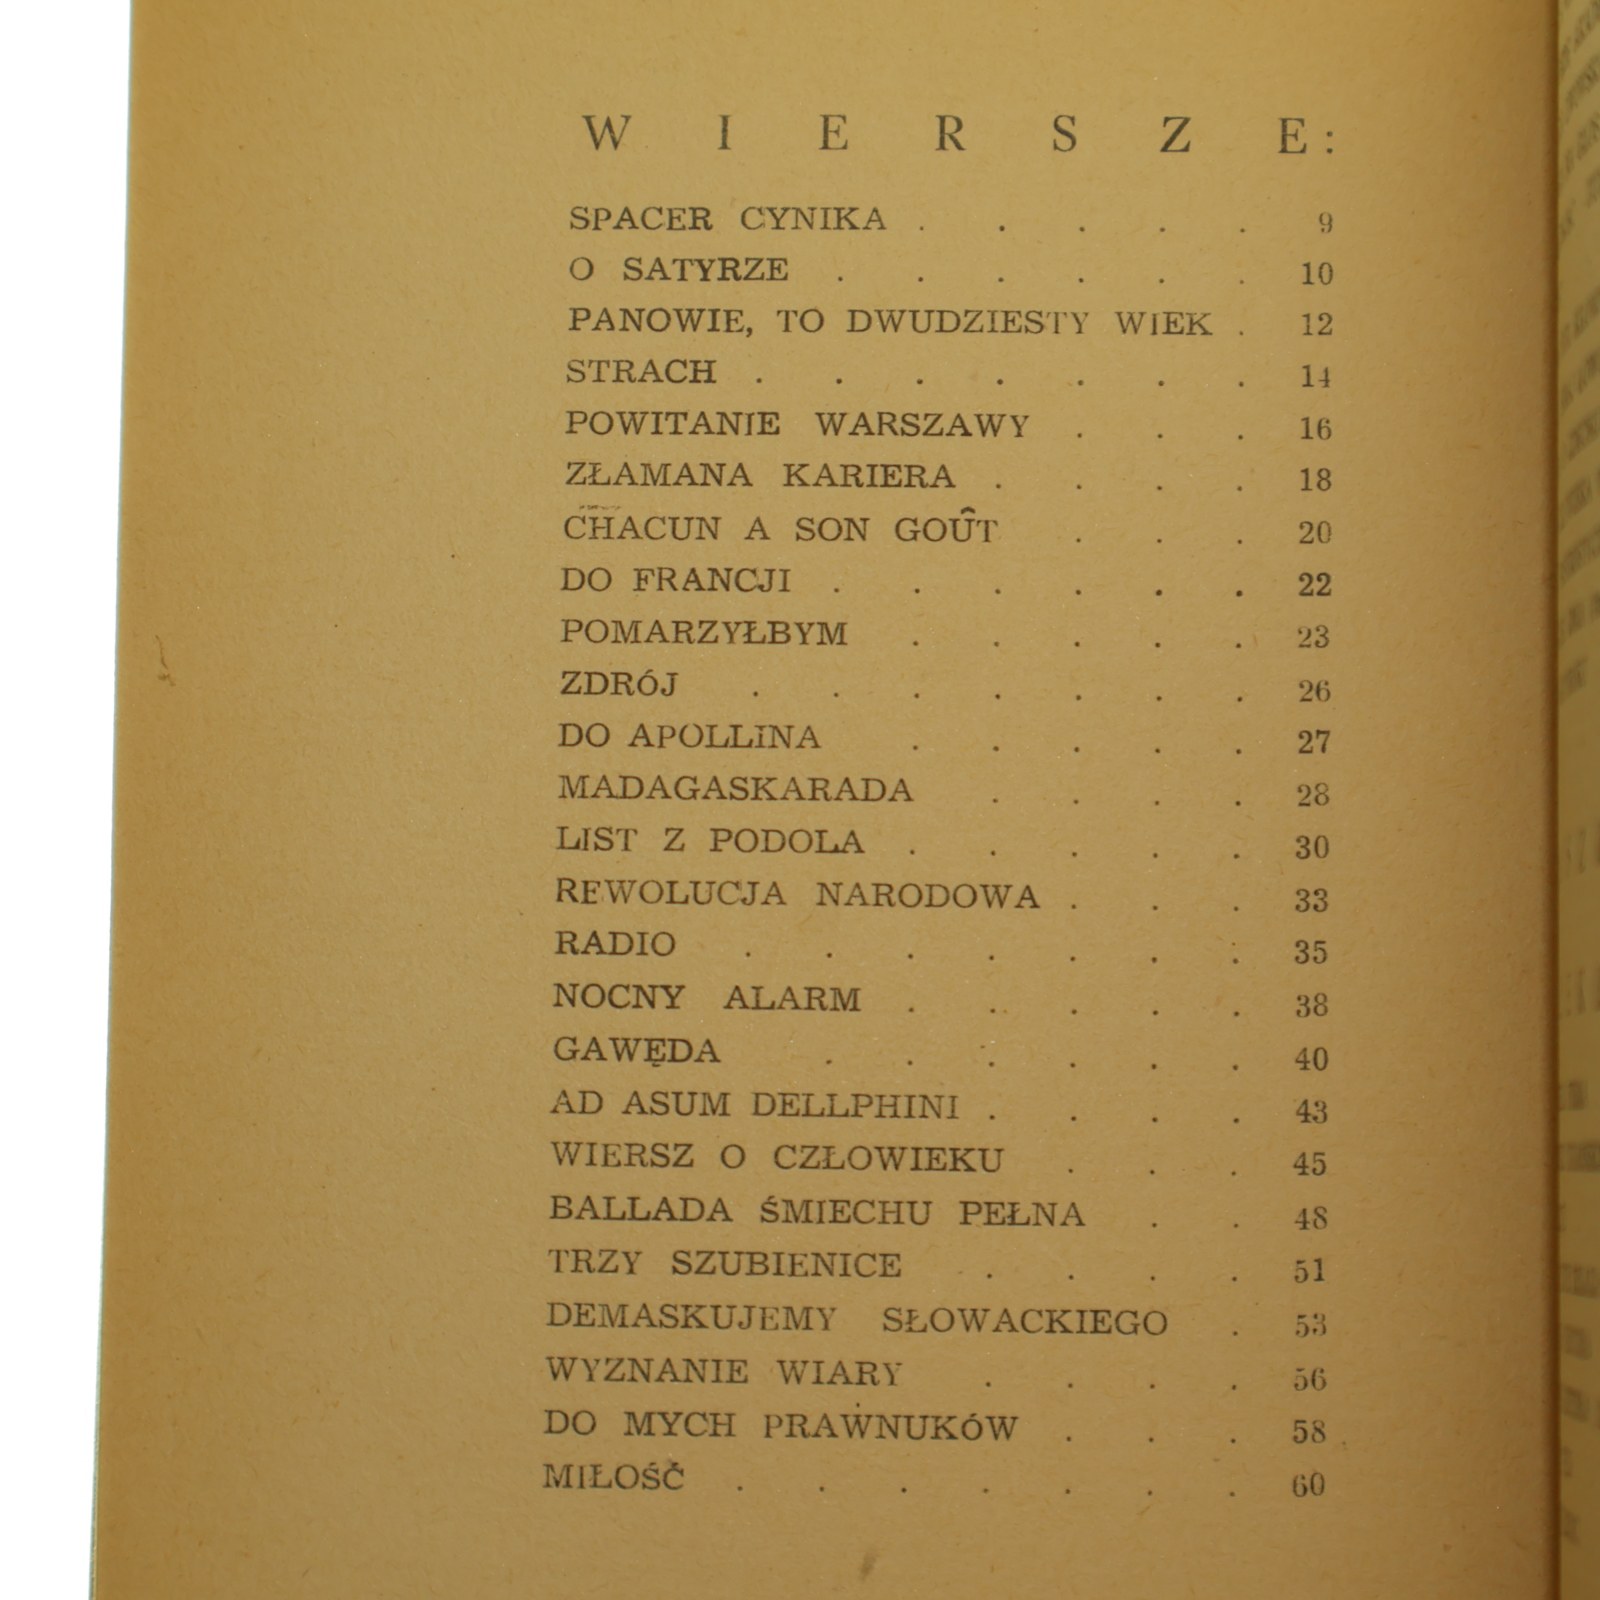 WIERSZE:
SPACER CYNIKA . . . . . 9
O SATYRZE . . . . . . 10
PANOWIE, TO DWUDZIESTY WIEK . 12
STRACH . . . . . . . 14
POWITANIE WARSZAWY . . . 16
ZŁAMANA KARIERA . . . . 18
CHACUN A SON GOÛT . . . 20
DO FRANCJI . . . . . . 22
POMARZYŁBYM . . . . . 23
ZDRÓJ . . . . . . . 26
DO APOLLINA . . . . . 27
MADAGASKARADA . . . . 28
LIST Z PODOLA . . . . . 30
REWOLUCJA NARODOWA . . . 33
RADIO . . . . . . . 35
NOCNY ALARM . . . . . 38
GAWĘDA . . . . . . 40
AD ASUM DELLPHINI . . . . 43
WIERSZ O CZŁOWIEKU . . . 45
BALLADA ŚMIECHU PEŁNA . . 48
TRZY SZUBIENICE . . . . 51
DEMASKUJEMY SŁOWACKIEGO . 53
WYZNANIE WIARY . . . . 56
DO MYCH PRAWNUKÓW . . . 58
MIŁOŚĆ . . . . . . . 60